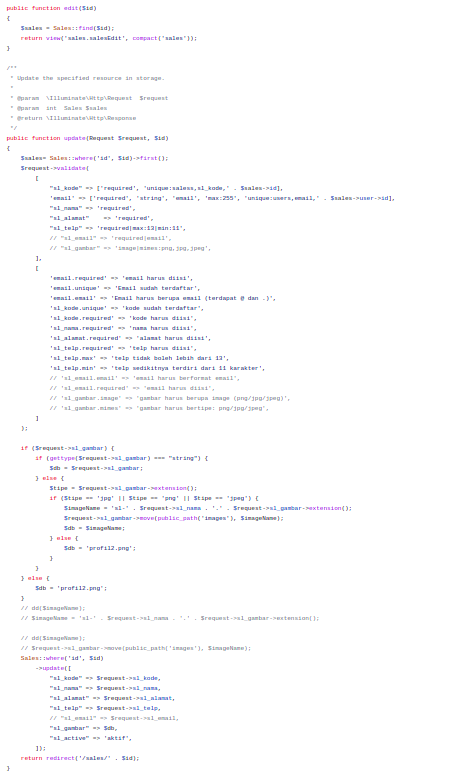 public function edit($id)
{
    $sales = Sales::find($id);
    return view('sales.salesEdit', compact('sales'));
}

/**
 * Update the specified resource in storage.
 *
 * @param  \Illuminate\Http\Request  $request
 * @param  int  Sales $sales
 * @return \Illuminate\Http\Response
 */
public function update(Request $request, $id)
{
    $sales= Sales::where('id', $id)->first();
    $request->validate(
        [
            "sl_kode" => ['required', 'unique:saless,sl_kode,' . $sales->id],
            'email' => ['required', 'string', 'email', 'max:255', 'unique:users,email,' . $sales->user->id],
            "sl_nama" => 'required',
            "sl_alamat"    => 'required',
            "sl_telp" => 'required|max:13|min:11',
            // "sl_email" => 'required|email',
            // "sl_gambar" => 'image|mimes:png,jpg,jpeg',
        ],
        [
            'email.required' => 'email harus diisi',
            'email.unique' => 'Email sudah terdaftar',
            'email.email' => 'Email harus berupa email (terdapat @ dan .)',
            'sl_kode.unique' => 'kode sudah terdaftar',
            'sl_kode.required' => 'kode harus diisi',
            'sl_nama.required' => 'nama harus diisi',
            'sl_alamat.required' => 'alamat harus diisi',
            'sl_telp.required' => 'telp harus diisi',
            'sl_telp.max' => 'telp tidak boleh lebih dari 13',
            'sl_telp.min' => 'telp sedikitnya terdiri dari 11 karakter',
            // 'sl_email.email' => 'email harus berformat email',
            // 'sl_email.required' => 'email harus diisi',
            // 'sl_gambar.image' => 'gambar harus berupa image (png/jpg/jpeg)',
            // 'sl_gambar.mimes' => 'gambar harus bertipe: png/jpg/jpeg',
        ]
    );

    if ($request->sl_gambar) {
        if (gettype($request->sl_gambar) === "string") {
            $db = $request->sl_gambar;
        } else {
            $tipe = $request->sl_gambar->extension();
            if ($tipe == 'jpg' || $tipe == 'png' || $tipe == 'jpeg') {
                $imageName = 'sl-' . $request->sl_nama . '.' . $request->sl_gambar->extension();
                $request->sl_gambar->move(public_path('images'), $imageName);
                $db = $imageName;
            } else {
                $db = 'profil2.png';
            }
        }
    } else {
        $db = 'profil2.png';
    }
    // dd($imageName);
    // $imageName = 'sl-' . $request->sl_nama . '.' . $request->sl_gambar->extension();

    // dd($imageName);
    // $request->sl_gambar->move(public_path('images'), $imageName);
    Sales::where('id', $id)
        ->update([
            "sl_kode" => $request->sl_kode,
            "sl_nama" => $request->sl_nama,
            "sl_alamat" => $request->sl_alamat,
            "sl_telp" => $request->sl_telp,
            // "sl_email" => $request->sl_email,
            "sl_gambar" => $db,
            "sl_active" => 'aktif',
        ]);
    return redirect('/sales/' . $id);
}